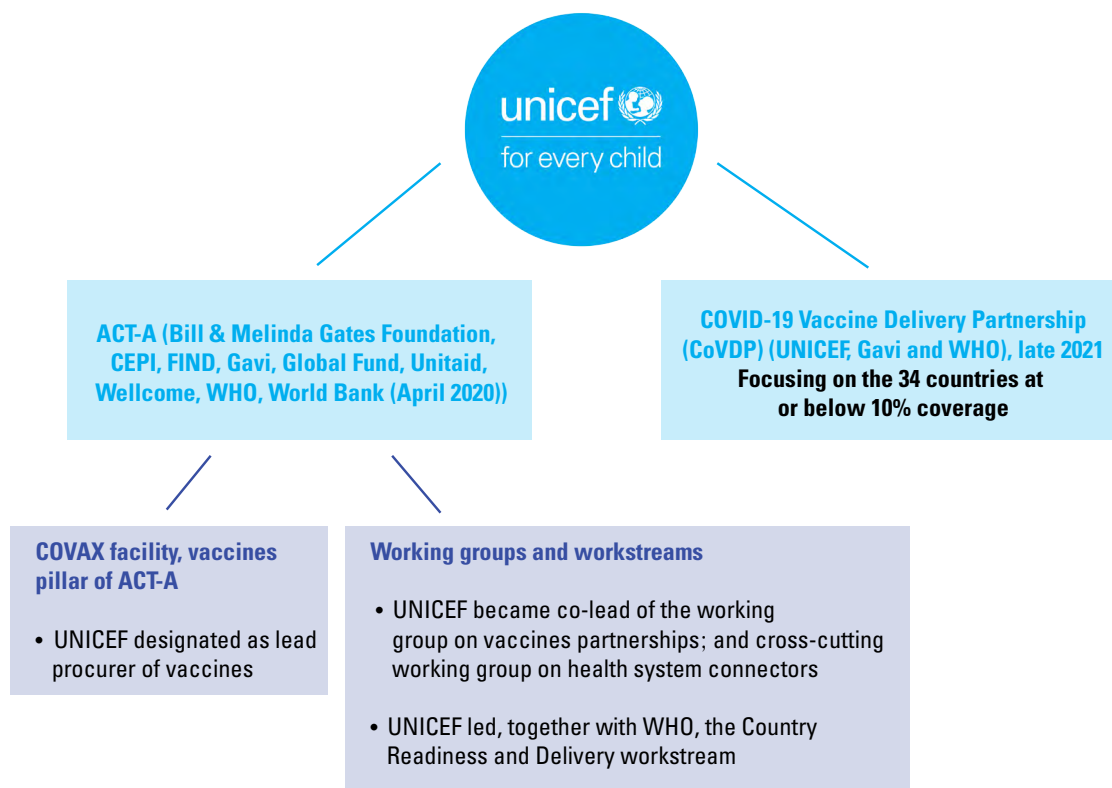 unicef
for every child
ACT-A (Bill & Melinda Gates Foundation,
CEPI, FIND, Gavi, Global Fund, Unitaid,
Wellcome, WHO, World Bank (April 2020))
COVID-19 Vaccine Delivery Partnership
(CoVDP) (UNICEF, Gavi and WHO), late 2021
Focusing on the 34 countries at
or below 10% coverage
COVAX facility, vaccines
pillar of ACT-A
• UNICEF designated as lead
procurer of vaccines
Working groups and workstreams
• UNICEF became co-lead of the working
group on vaccines partnerships; and cross-cutting
working group on health system connectors
• UNICEF led, together with WHO, the Country
Readiness and Delivery workstream